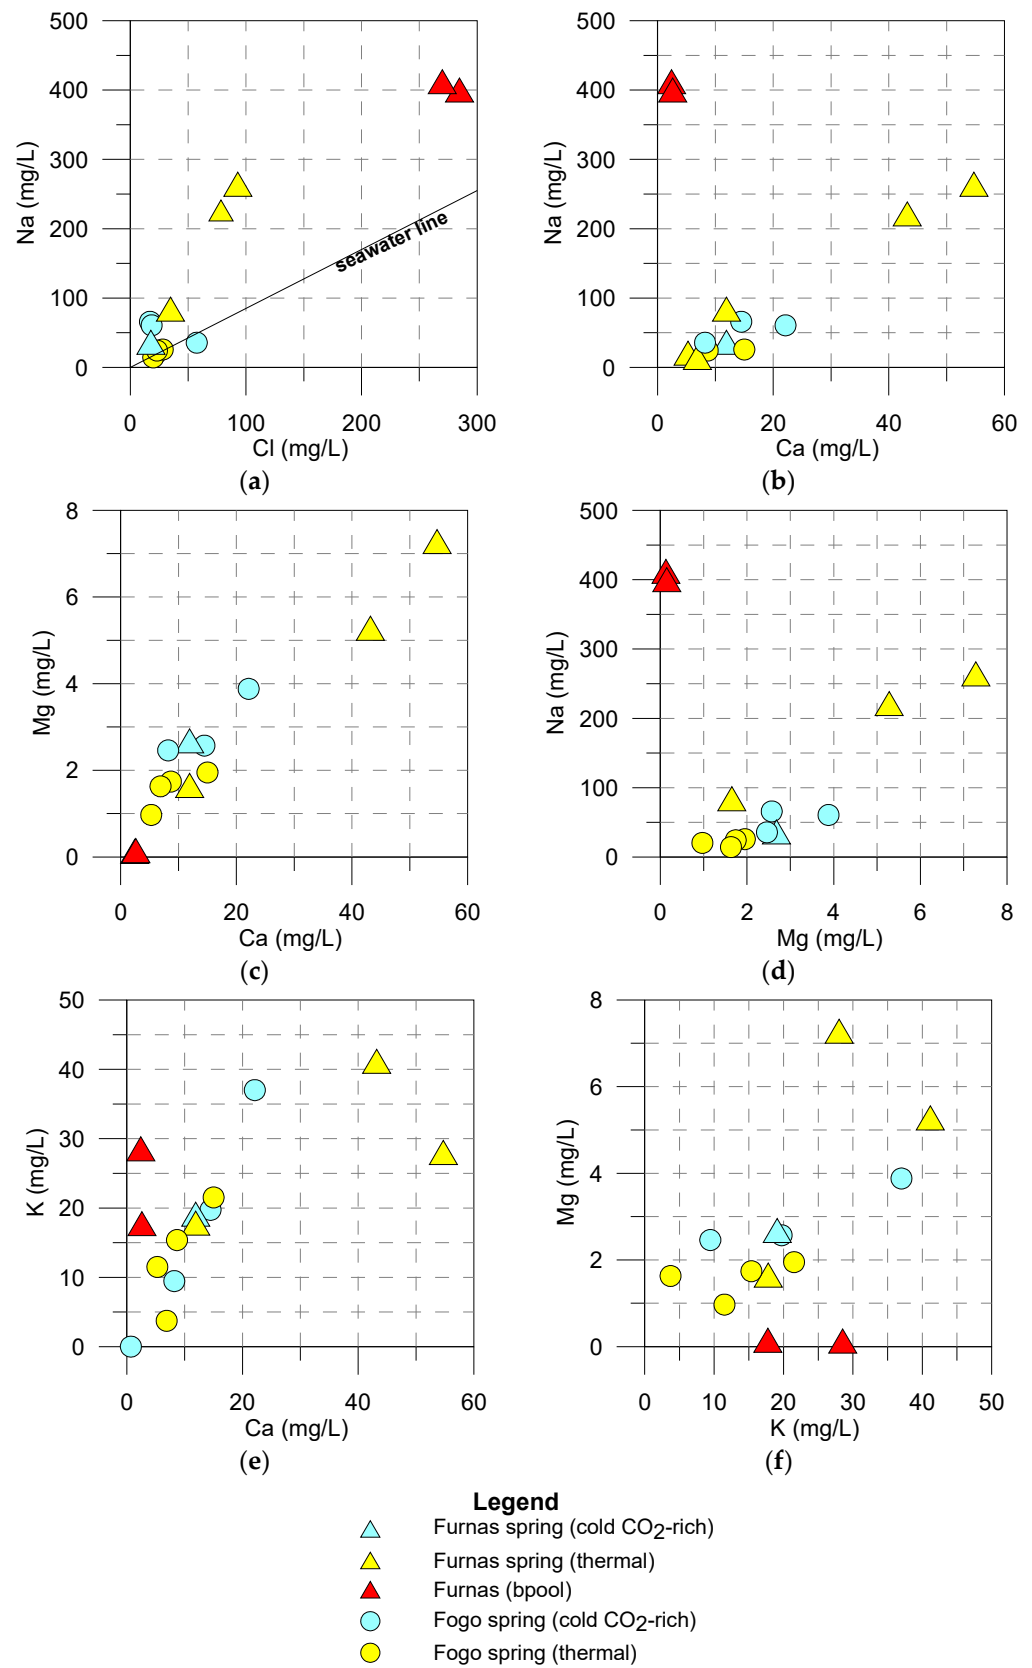 500
400
300
200
100
0
Na (mg/L)
seawater line
0 100 200 300
Cl (mg/L)
(a)
500
400
300
200
100
0
Na (mg/L)
0 20 40 60
Ca (mg/L)
(b)
8
6
4
2
0
Mg (mg/L)
0 20 40 60
Ca (mg/L)
(c)
500
400
300
200
100
0
Na (mg/L)
0 2 4 6 8
Mg (mg/L)
(d)
50
40
30
20
10
0
K (mg/L)
0 20 40 60
Ca (mg/L)
(e)
8
6
4
2
0
Mg (mg/L)
0 10 20 30 40 50
K (mg/L)
(f)
Legend
Furnas spring (cold CO2-rich)
Furnas spring (thermal)
Furnas (bpool)
Fogo spring (cold CO2-rich)
Fogo spring (thermal)